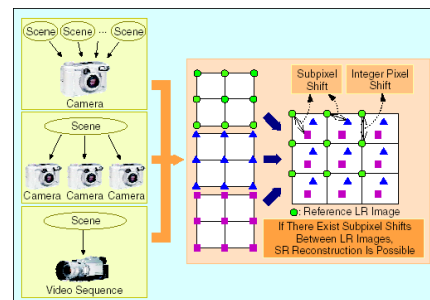 Scene Scene ... Scene
Camera
Scene
Camera Camera Camera
Scene
Video Sequence
Subpixel Shift
Integer Pixel Shift
: Reference LR Image
If There Exist Subpixel Shifts
Between LR Images,
SR Reconstruction Is Possible